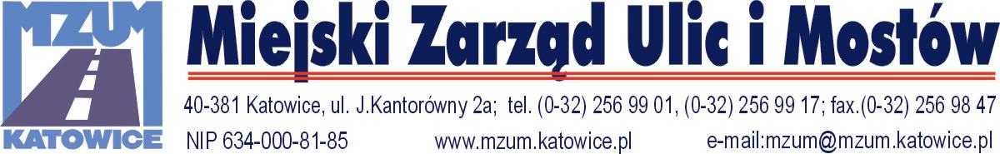 MZUM
KATOWICE
Miejski Zarząd Ulic i Mostów
40-381 Katowice, ul. J.Kantorówny 2a; tel. (0-32) 256 99 01, (0-32) 256 99 17; fax.(0-32) 256 98 47
NIP 634-000-81-85 www.mzum.katowice.pl e-mail:mzum@mzum.katowice.pl